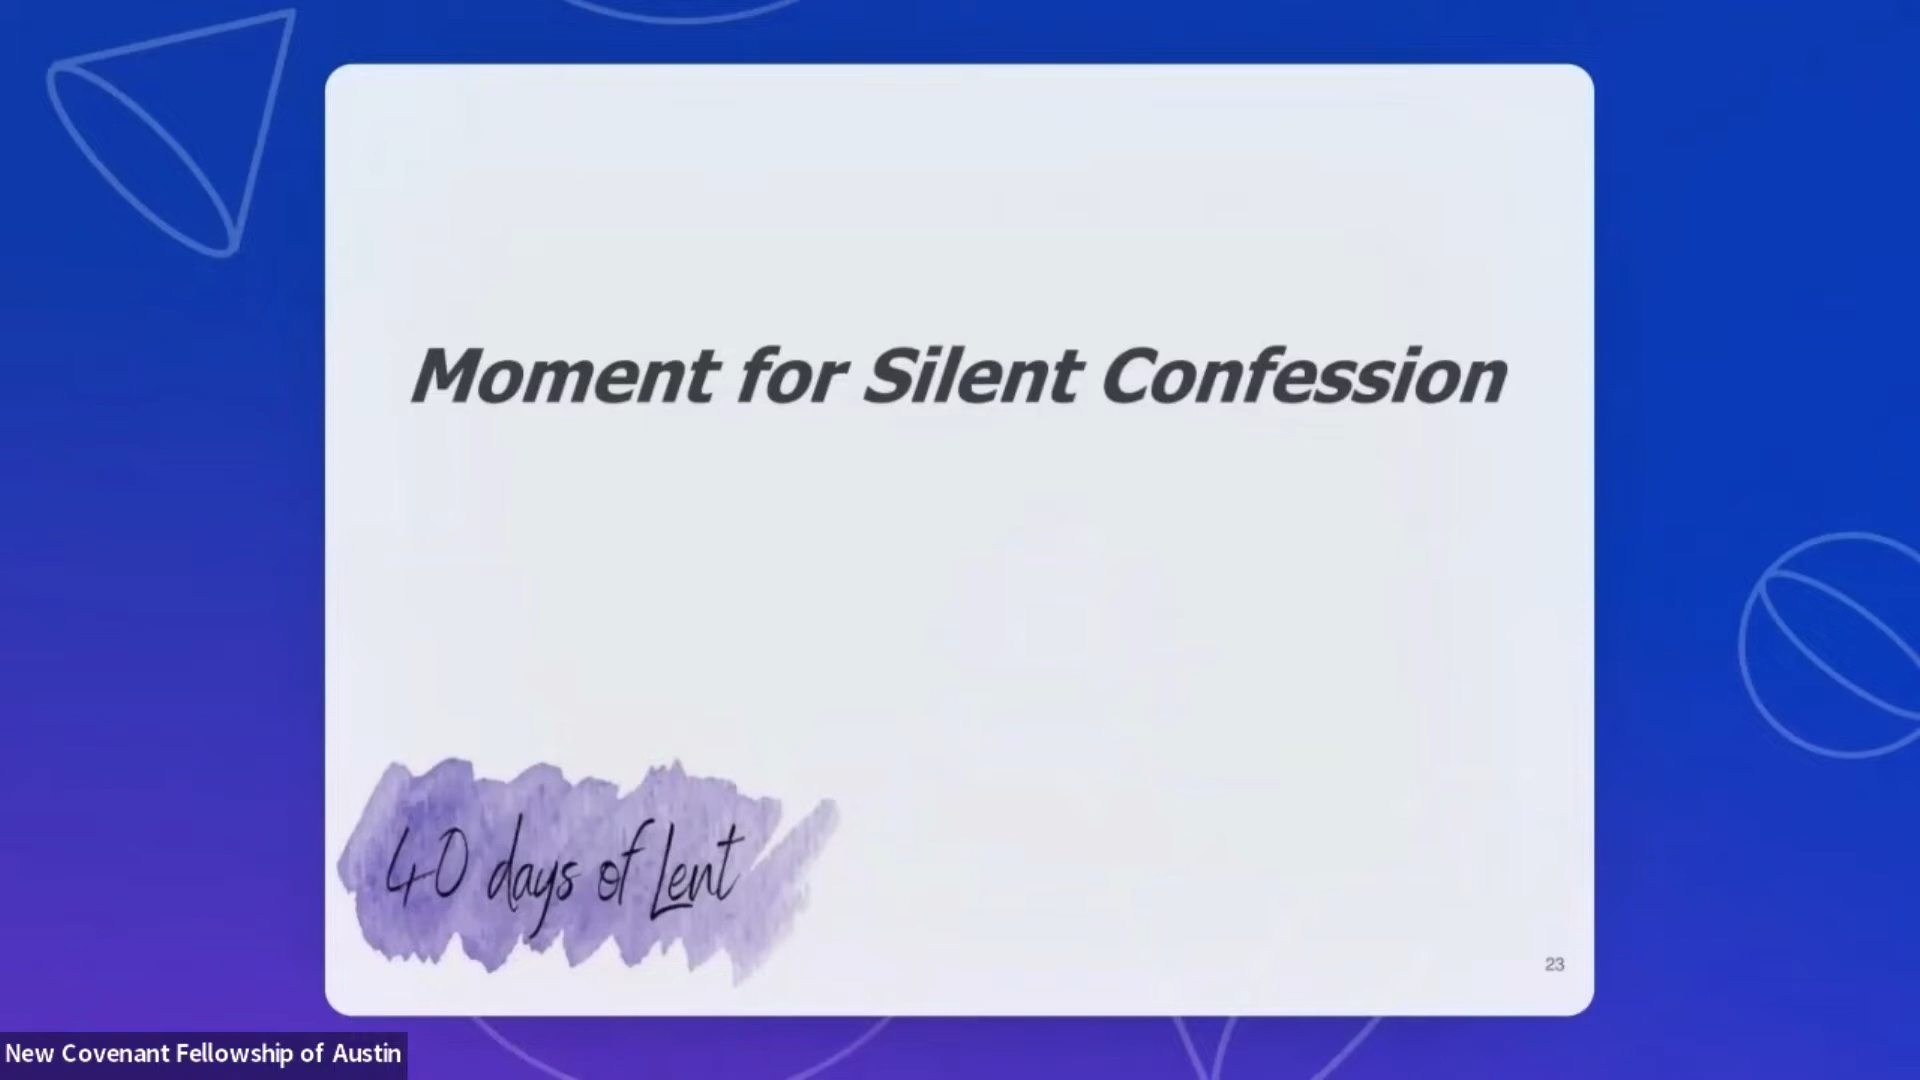 Moment for Silent Confession
40 days of Lent
23
New Covenant Fellowship of Austin